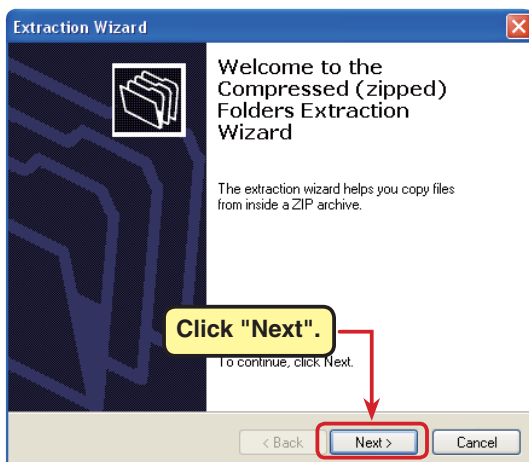 Extraction Wizard
Welcome to the
Compressed (zipped)
Folders Extraction
Wizard
The extraction wizard helps you copy files
from inside a ZIP archive.
Click "Next".
To continue, click Next.
< Back
Next >
Cancel